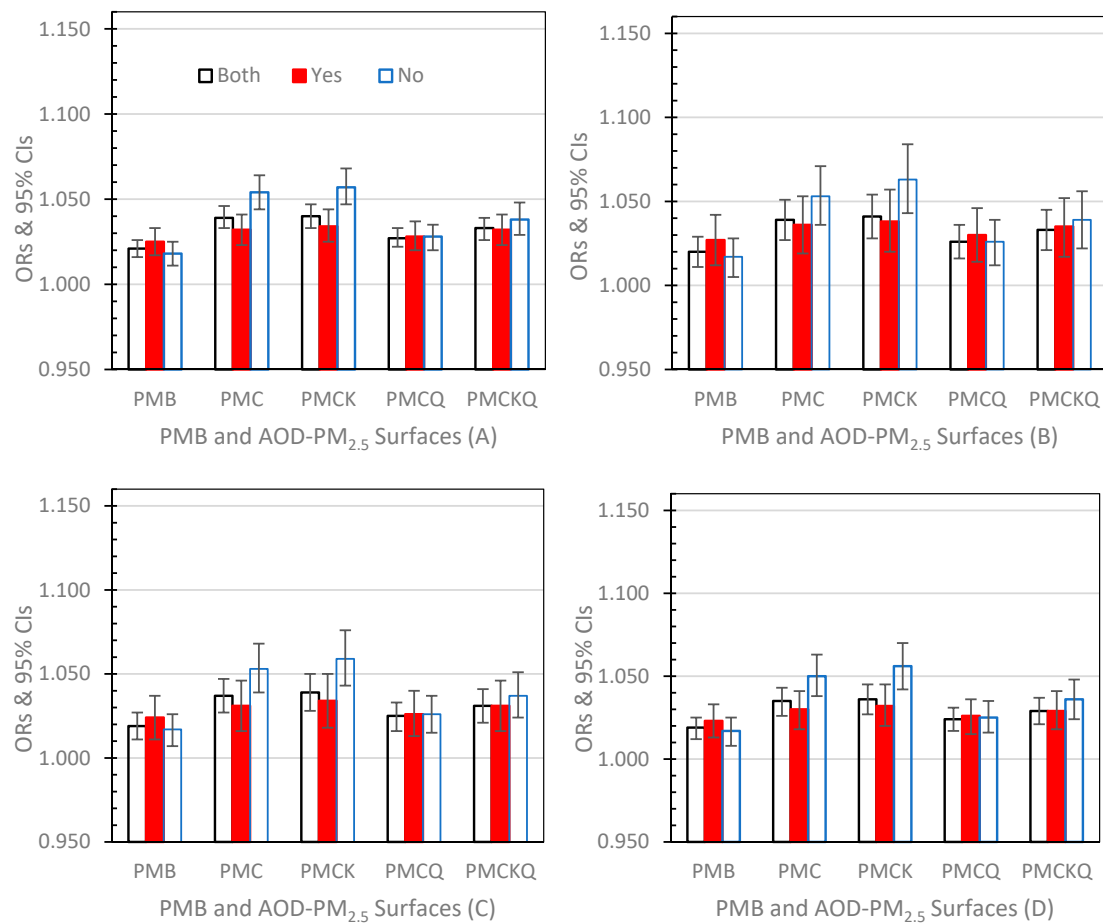 1.150
1.100
1.050
1.000
0.950
ORs & 95% CIs
Both Yes No
PMB PMC PMCK PMCQ PMCKQ
PMB and AOD-PM2.5 Surfaces (A)
1.150
1.100
1.050
1.000
0.950
ORs & 95% CIs
PMB PMC PMCK PMCQ PMCKQ
PMB and AOD-PM2.5 Surfaces (B)
1.150
1.100
1.050
1.000
0.950
ORs & 95% CIs
PMB PMC PMCK PMCQ PMCKQ
PMB and AOD-PM2.5 Surfaces (C)
1.150
1.100
1.050
1.000
0.950
ORs & 95% CIs
PMB PMC PMCK PMCQ PMCKQ
PMB and AOD-PM2.5 Surfaces (D)